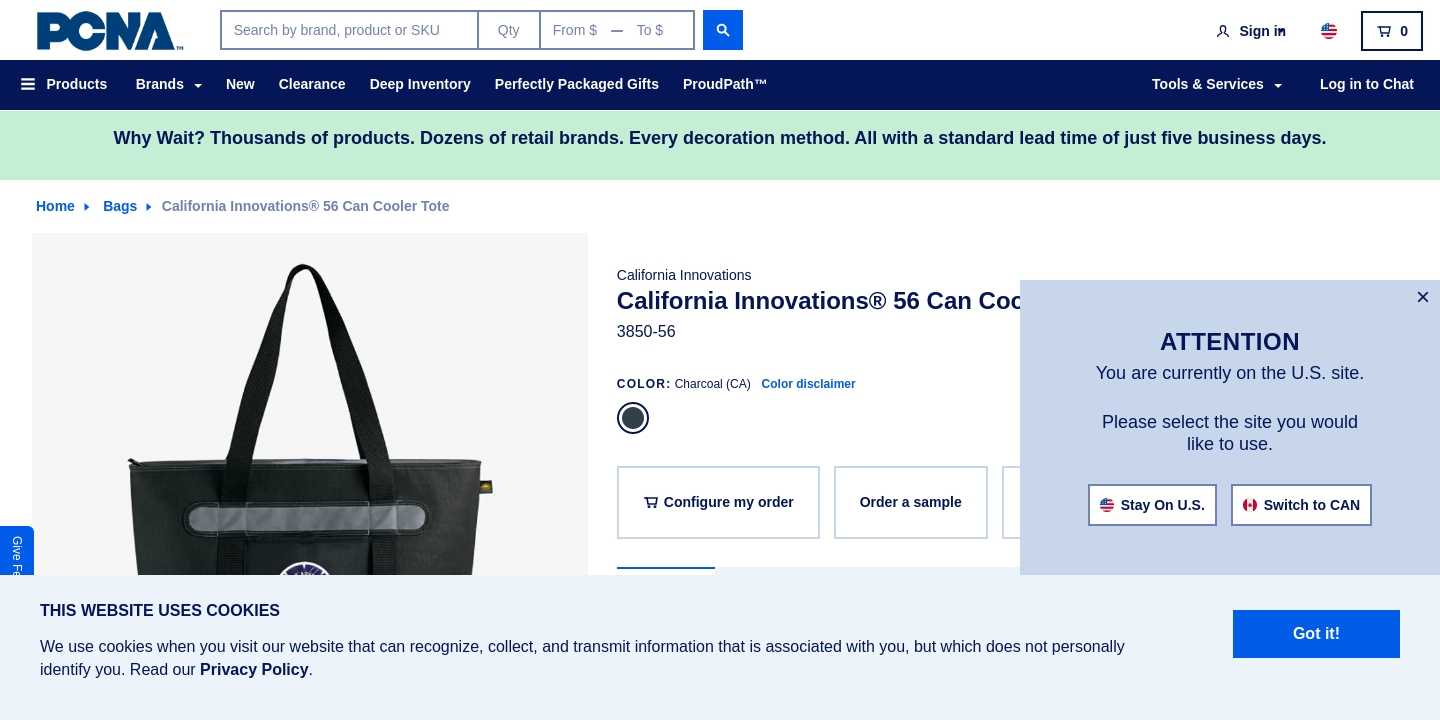 PCNA™
Search by brand, product or SKU
Qty
From $ — To $
Sign in
0
Products
Brands
New
Clearance
Deep Inventory
Perfectly Packaged Gifts
ProudPath™
Tools & Services
Log in to Chat
Why Wait? Thousands of products. Dozens of retail brands. Every decoration method. All with a standard lead time of just five business days.
Home
Bags
California Innovations® 56 Can Cooler Tote
California Innovations
California Innovations® 56 Can Coo
3850-56
COLOR: Charcoal (CA) Color disclaimer
Configure my order
Order a sample
×
ATTENTION
You are currently on the U.S. site.
Please select the site you would
like to use.
Stay On U.S.
Switch to CAN
Give Fe
THIS WEBSITE USES COOKIES
We use cookies when you visit our website that can recognize, collect, and transmit information that is associated with you, but which does not personally
identify you. Read our Privacy Policy.
Got it!